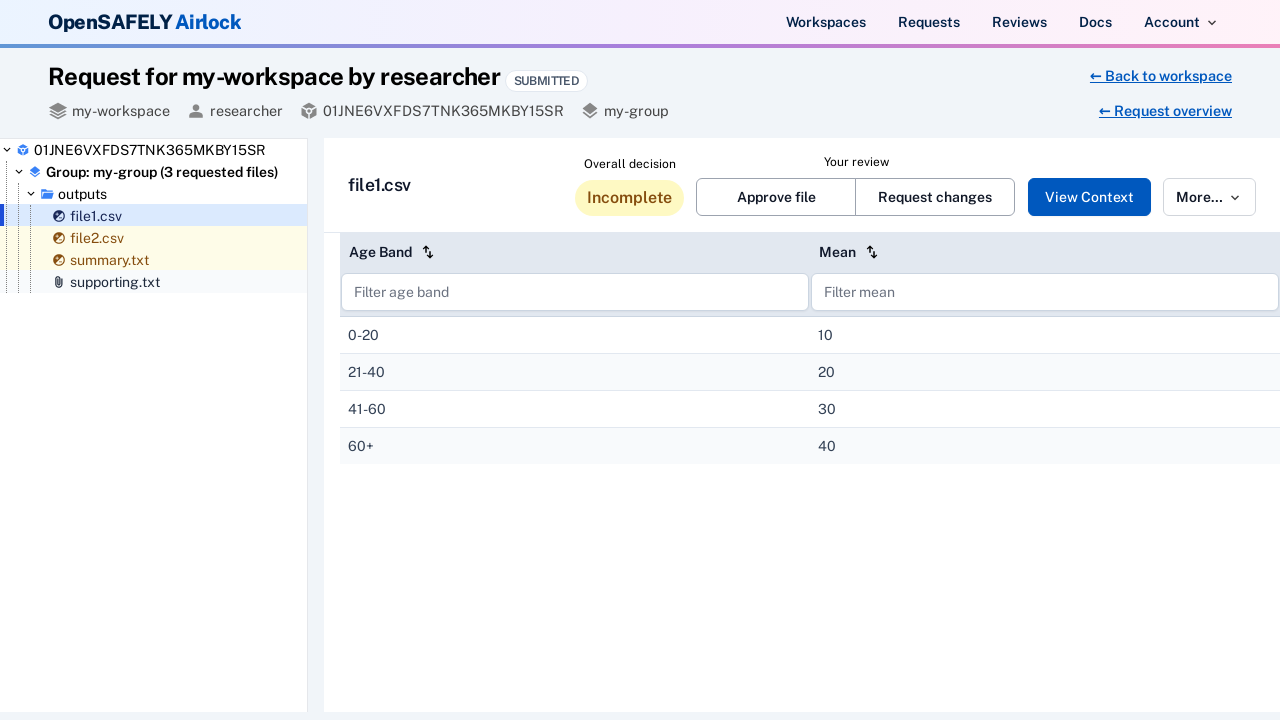 OpenSAFELY Airlock
Workspaces
Requests
Reviews
Docs
Account
Request for my-workspace by researcher SUBMITTED
← Back to workspace
my-workspace
researcher
01JNE6VXFDS7TNK365MKBY15SR
my-group
← Request overview
01JNE6VXFDS7TNK365MKBY15SR
Group: my-group (3 requested files)
outputs
file1.csv
file2.csv
summary.txt
supporting.txt
file1.csv
Overall decision
Incomplete
Your review
Approve file
Request changes
View Context
More...
Age Band
Mean
Filter age band
Filter mean
0-20 10
21-40 20
41-60 30
60+ 40